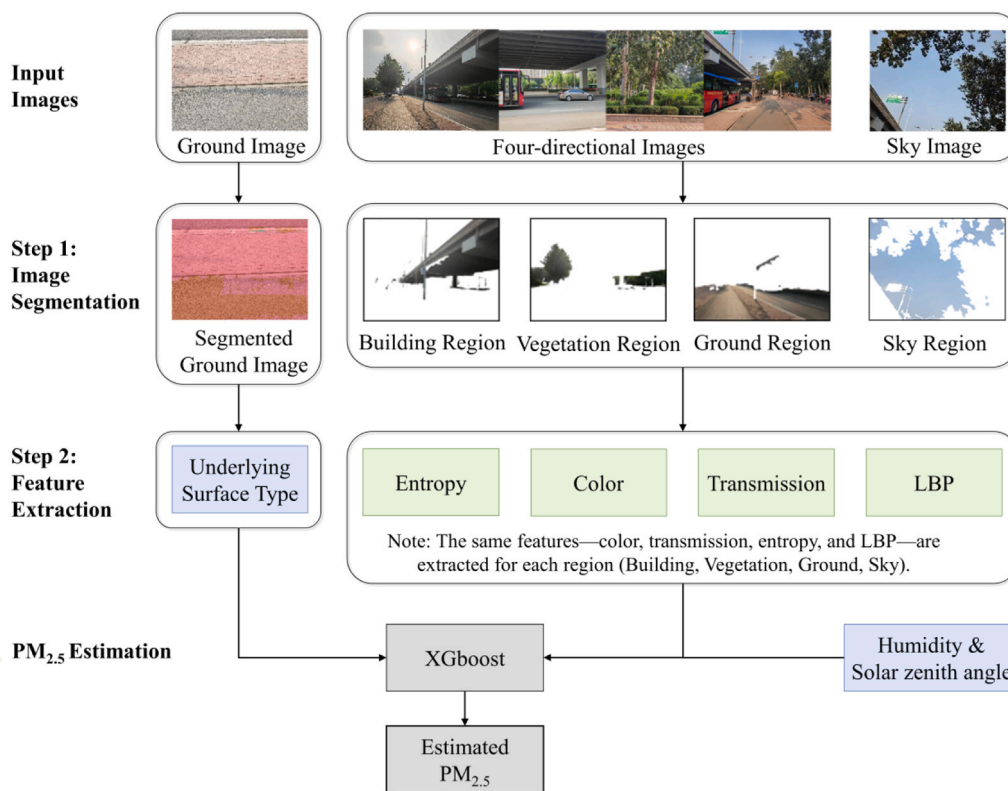 Input
Images
Ground Image
Four-directional Images
Sky Image
Step 1:
Image
Segmentation
Segmented
Ground Image
Building Region
Vegetation Region
Ground Region
Sky Region
Step 2:
Feature
Extraction
Underlying
Surface Type
Entropy
Color
Transmission
LBP
Note: The same features—color, transmission, entropy, and LBP—are
extracted for each region (Building, Vegetation, Ground, Sky).
PM2.5 Estimation
XGboost
Humidity &
Solar zenith angle
Estimated
PM2.5